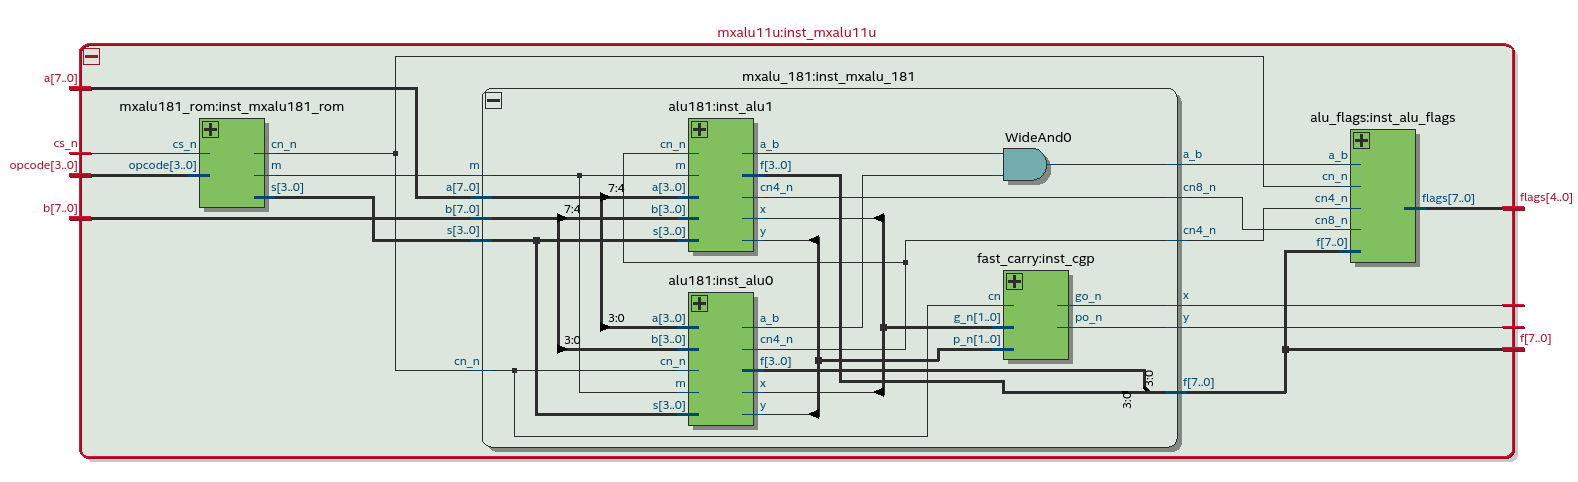 mxalu11u:inst_mxalu11u
a[7..0]
cs_n
opcode[3..0]
b[7..0]
mxalu181_rom:inst_mxalu181_rom
cs_n
opcode[3..0]
cn_n
m
s[3..0]
mxalu_181:inst_mxalu_181
m
a[7..0]
b[7..0]
s[3..0]
cn_n
7:4
7:4
3:0
3:0
alu181:inst_alu1
cn_n
m
a[3..0]
b[3..0]
s[3..0]
a_b
f[3..0]
cn4_n
x
y
alu181:inst_alu0
a[3..0]
b[3..0]
cn_n
m
s[3..0]
a_b
cn4_n
f[3..0]
x
y
WideAnd0
fast_carry:inst_cgp
cn
g_n[1..0]
p_n[1..0]
go_n
po_n
3:0
3:0
a_b
cn8_n
cn4_n
x
y
f[7..0]
alu_flags:inst_alu_flags
a_b
cn_n
cn4_n
cn8_n
f[7..0]
flags[7..0]
flags[4..0]
f[7..0]